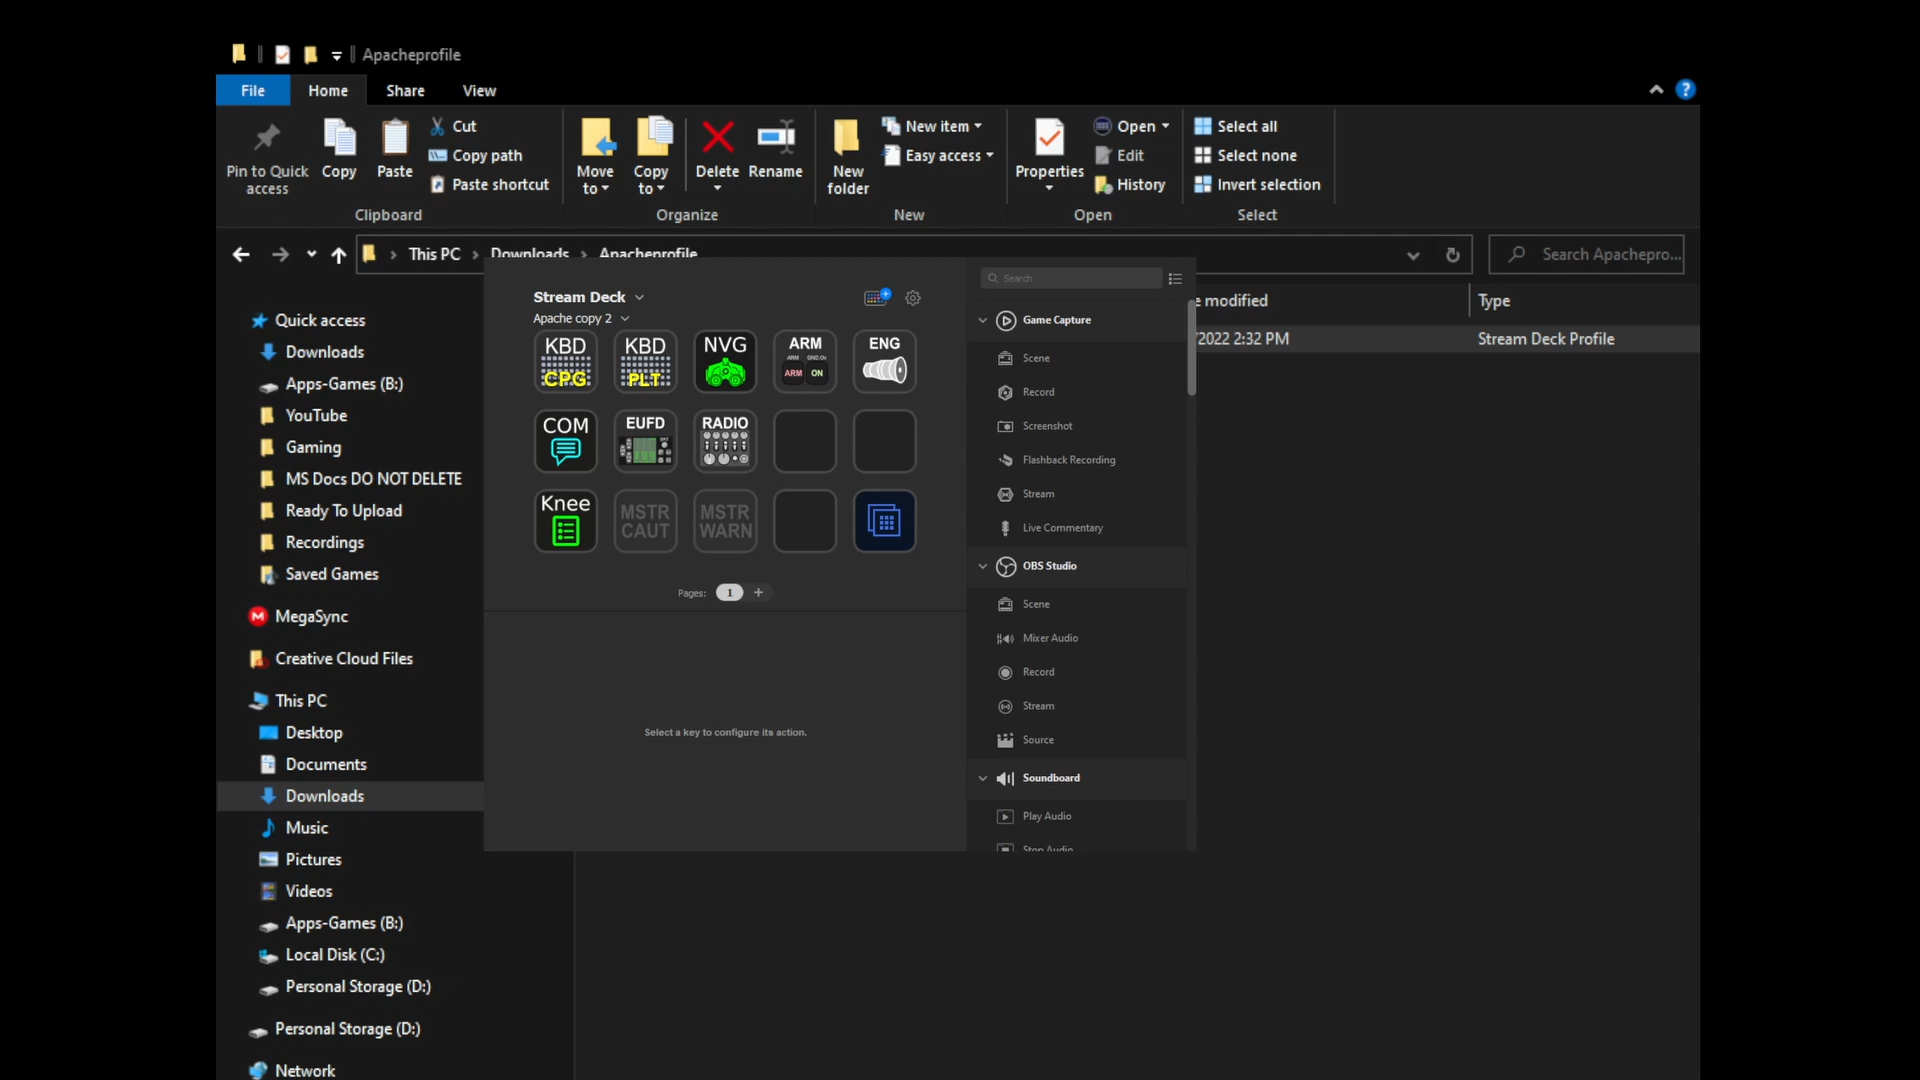 Apacheprofile
File
Home
Share
View
?
Pin to Quick
access
Copy
Paste
Cut
Copy path
Paste shortcut
Clipboard
Move
to
Copy
to
Delete
Rename
Organize
New
folder
New item
Easy access
New
Properties
Open
Edit
History
Open
Select all
Select none
Invert selection
Select
This PC
Downloads
Apacheprofile
Search Apachepro...
Quick access
Downloads
Apps-Games (B:)
YouTube
Gaming
MS Docs DO NOT DELETE
Ready To Upload
Recordings
Saved Games
MegaSync
Creative Cloud Files
This PC
Desktop
Documents
Downloads
Music
Pictures
Videos
Apps-Games (B:)
Local Disk (C:)
Personal Storage (D:)
Personal Storage (D:)
Network
Stream Deck
Apache copy 2
KBD
CPG
KBD
PLT
NVG
ARM
ARM
ARM
ON
ENG
COM
EUFD
RADIO
Knee
MSTR
CAUT
MSTR
WARN
Pages:
1
+
Select a key to configure its action.
Search
Game Capture
Scene
Record
Screenshot
Flashback Recording
Stream
Live Commentary
OBS Studio
Scene
Mixer Audio
Record
Stream
Source
Soundboard
Play Audio
Stop Audio
e modified
Type
/2022 2:32 PM
Stream Deck Profile